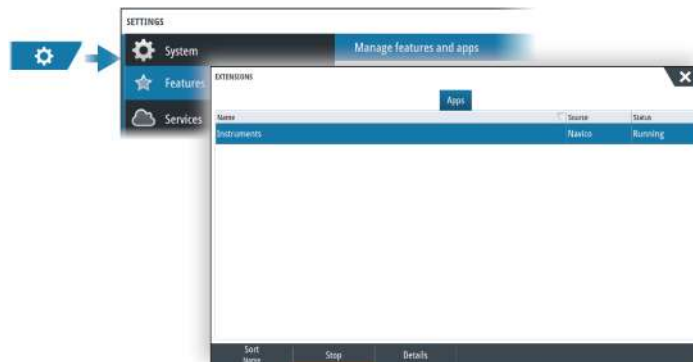 SETTINGS
System
Manage features and apps
Features
Services
EXTENSIONS
Apps
Name Source Status
Instruments Navico Running
Sort
Name
Stop
Details